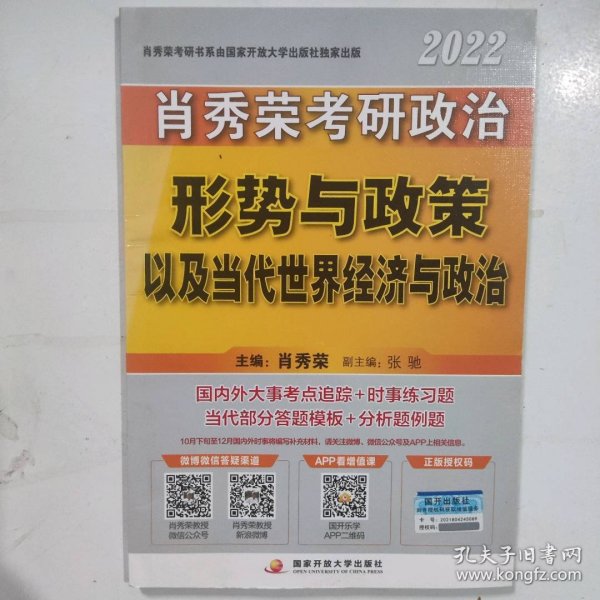 肖秀荣考研书系由国家开放大学出版社独家出版
2022
肖秀荣考研政治
形势与政策
以及当代世界经济与政治
主编：肖秀荣 副主编：张驰
国内外大事考点追踪+时事练习题
当代部分答题模板+分析题例题
10月下旬至12月国内外时事将编写补充材料，请关注微博、微信公众号及APP上相关信息。
微博微信答疑渠道 APP看增值课 正版授权码
肖秀荣教授 微信公众号
肖秀荣教授 新浪微博
国开乐学 APP二维码
国开出版社
卡 号：
授权码：
国家开放大学出版社
OPEN UNIVERSITY OF CHINA PRESS
孔夫子旧书网
www.kongfz.com